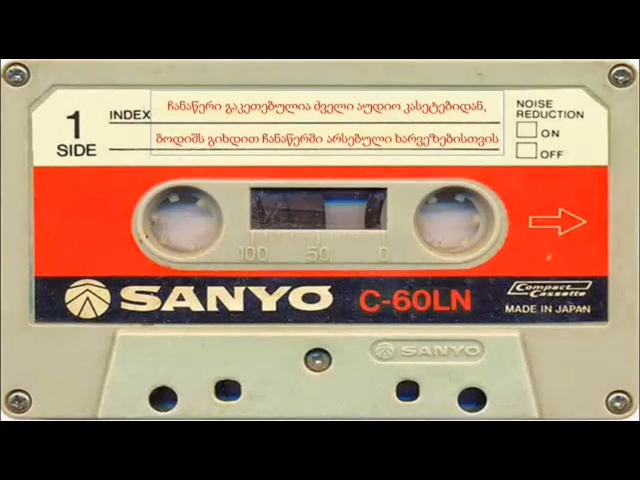 ჩანაწერი გაკეთებულია ძველი აუდიო კასეტებიდან,
ბოდიშს გიხდით ჩანაწერში არსებული ხარვეზებისთვის
1
SIDE
INDEX
NOISE
REDUCTION
ON
OFF
100 50 0
SANYO C-60LN
Compact
Cassette
MADE IN JAPAN
SANYO